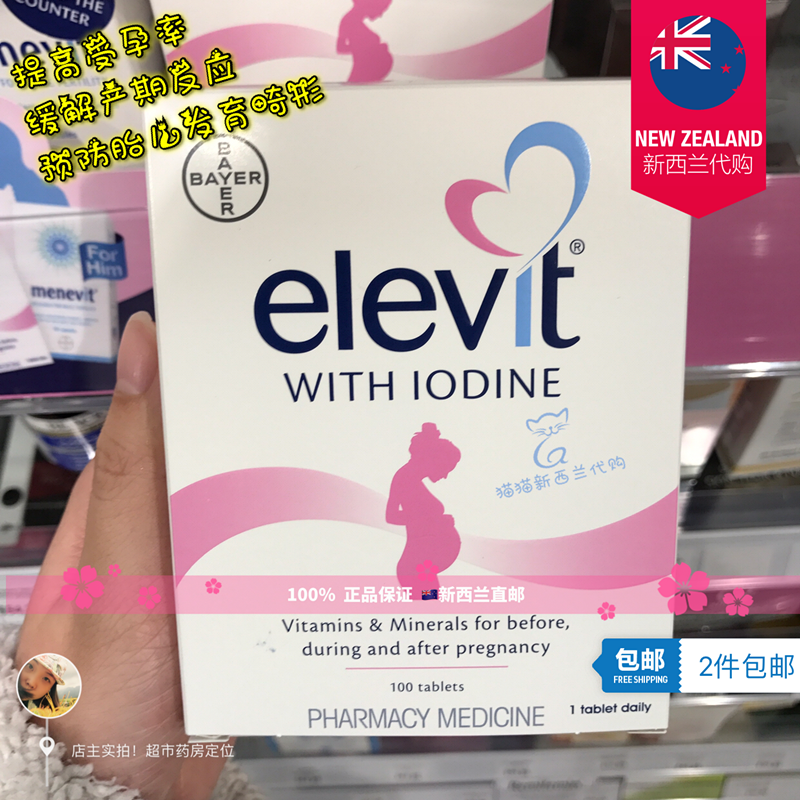 THE
COUNTER
提高受孕率
缓解产期反应
预防胎儿发育畸形
NEW ZEALAND
新西兰代购
BAYER
BAYER
For
Him
menevit
elevit®
WITH IODINE
猫猫新西兰代购
100% 正品保证 新西兰直邮
Vitamins & Minerals for before,
during and after pregnancy
100 tablets
PHARMACY MEDICINE
1 tablet daily
包邮
FREE SHIPPING
2件包邮
店主实拍！超市药房定位